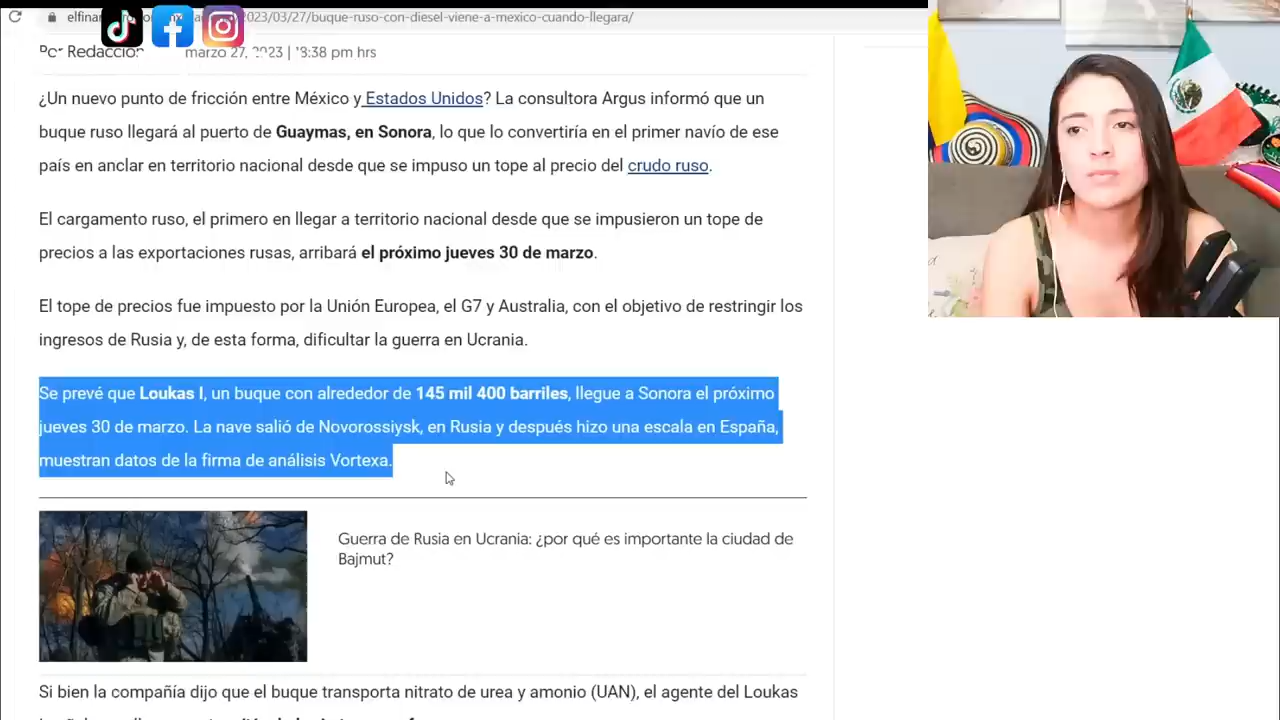 2023/03/27/buque-ruso-con-diesel-viene-a-mexico-cuando-llegara/
Por Redacción marzo 27, 2023 | pm hrs
¿Un nuevo punto de fricción entre México y Estados Unidos? La consultora Argus informó que un
buque ruso llegará al puerto de Guaymas, en Sonora, lo que lo convertiría en el primer navío de ese
país en anclar en territorio nacional desde que se impuso un tope al precio del crudo ruso.
El cargamento ruso, el primero en llegar a territorio nacional desde que se impusieron un tope de
precios a las exportaciones rusas, arribará el próximo jueves 30 de marzo.
El tope de precios fue impuesto por la Unión Europea, el G7 y Australia, con el objetivo de restringir los
ingresos de Rusia y, de esta forma, dificultar la guerra en Ucrania.
Se prevé que Loukas I, un buque con alrededor de 145 mil 400 barriles, llegue a Sonora el próximo
jueves 30 de marzo. La nave salió de Novorossiysk, en Rusia y después hizo una escala en España,
muestran datos de la firma de análisis Vortexa.
Guerra de Rusia en Ucrania: ¿por qué es importante la ciudad de
Bajmut?
Si bien la compañía dijo que el buque transporta nitrato de urea y amonio (UAN), el agente del Loukas